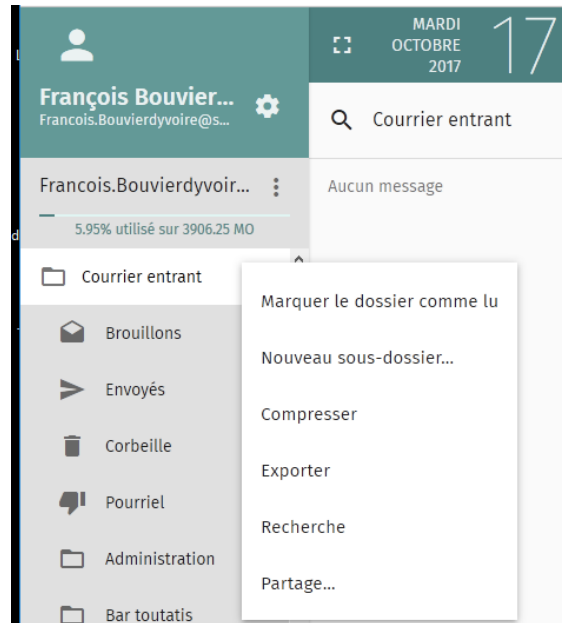 François Bouvier...
Francois.Bouvierdyvoire@s...
MARDI
OCTOBRE
2017
17
Courrier entrant
Francois.Bouvierdyvoir...
5.95% utilisé sur 3906.25 MO
Aucun message
Courrier entrant
Brouillons
Envoyés
Corbeille
Pourriel
Administration
Bar toutatis
Marquer le dossier comme lu
Nouveau sous-dossier...
Compresser
Exporter
Recherche
Partage...